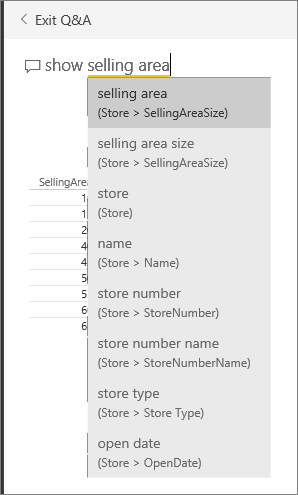 Exit Q&A
show selling area
selling area
(Store > SellingAreaSize)
selling area size
(Store > SellingAreaSize)
store
(Store)
name
(Store > Name)
store number
(Store > StoreNumber)
store number name
(Store > StoreNumberName)
store type
(Store > Store Type)
open date
(Store > OpenDate)
SellingArea
1
1
2
4
4
5
5
6
6